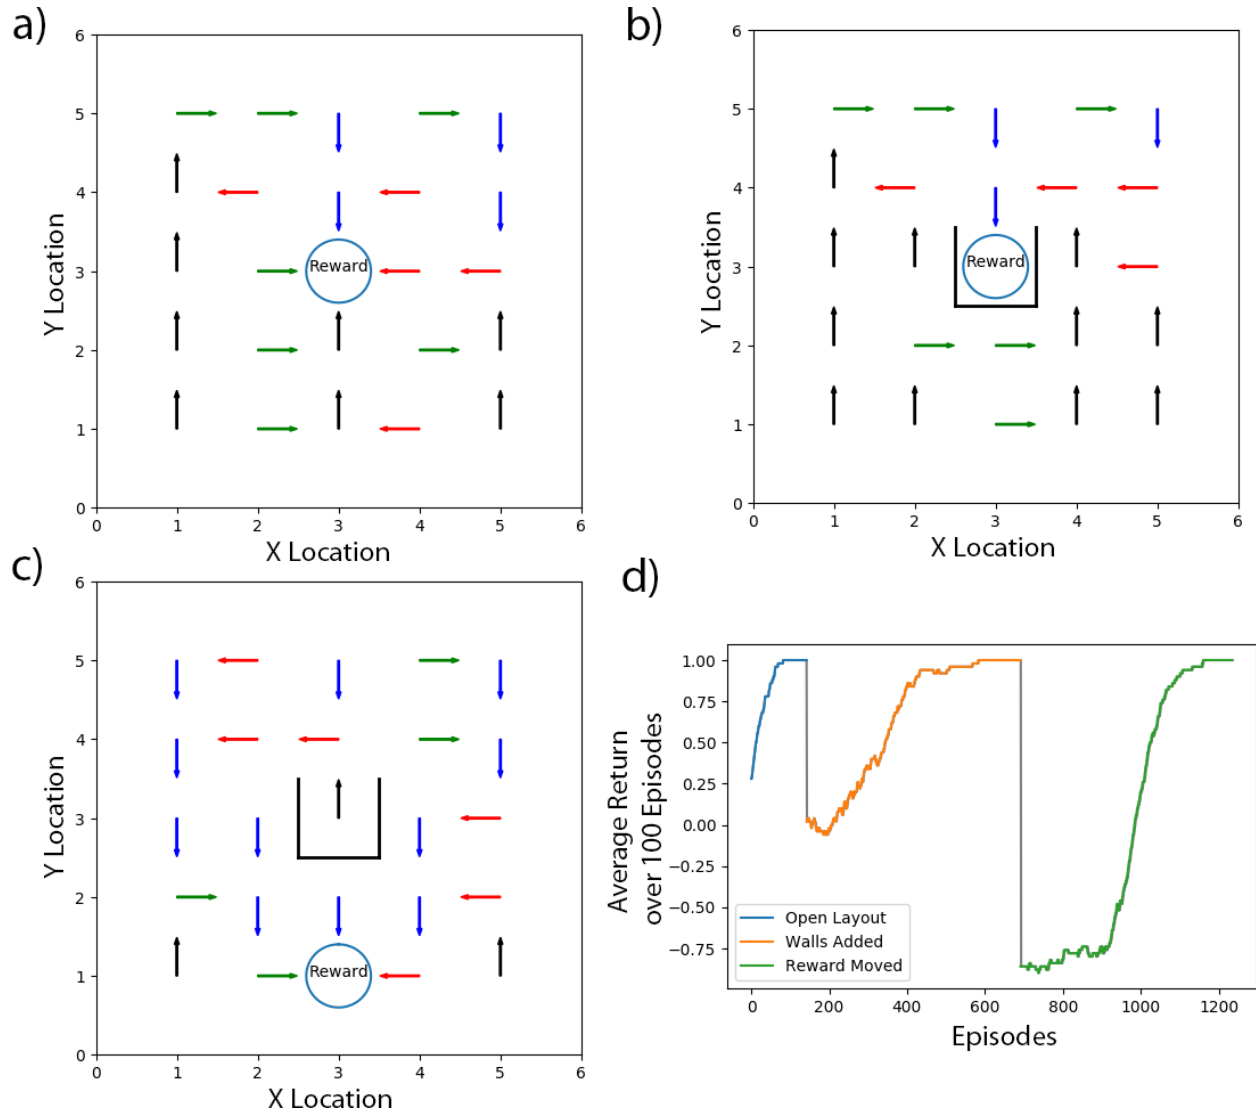 a)
6
5
4
3
2
1
0
Y Location
Reward
0 1 2 3 4 5 6
X Location
b)
6
5
4
3
2
1
0
Y Location
Reward
0 1 2 3 4 5 6
X Location
c)
6
5
4
3
2
1
0
Y Location
Reward
0 1 2 3 4 5 6
X Location
d)
1.00
0.75
0.50
0.25
0.00
−0.25
−0.50
−0.75
Average Return
over 100 Episodes
Open Layout
Walls Added
Reward Moved
0 200 400 600 800 1000 1200
Episodes